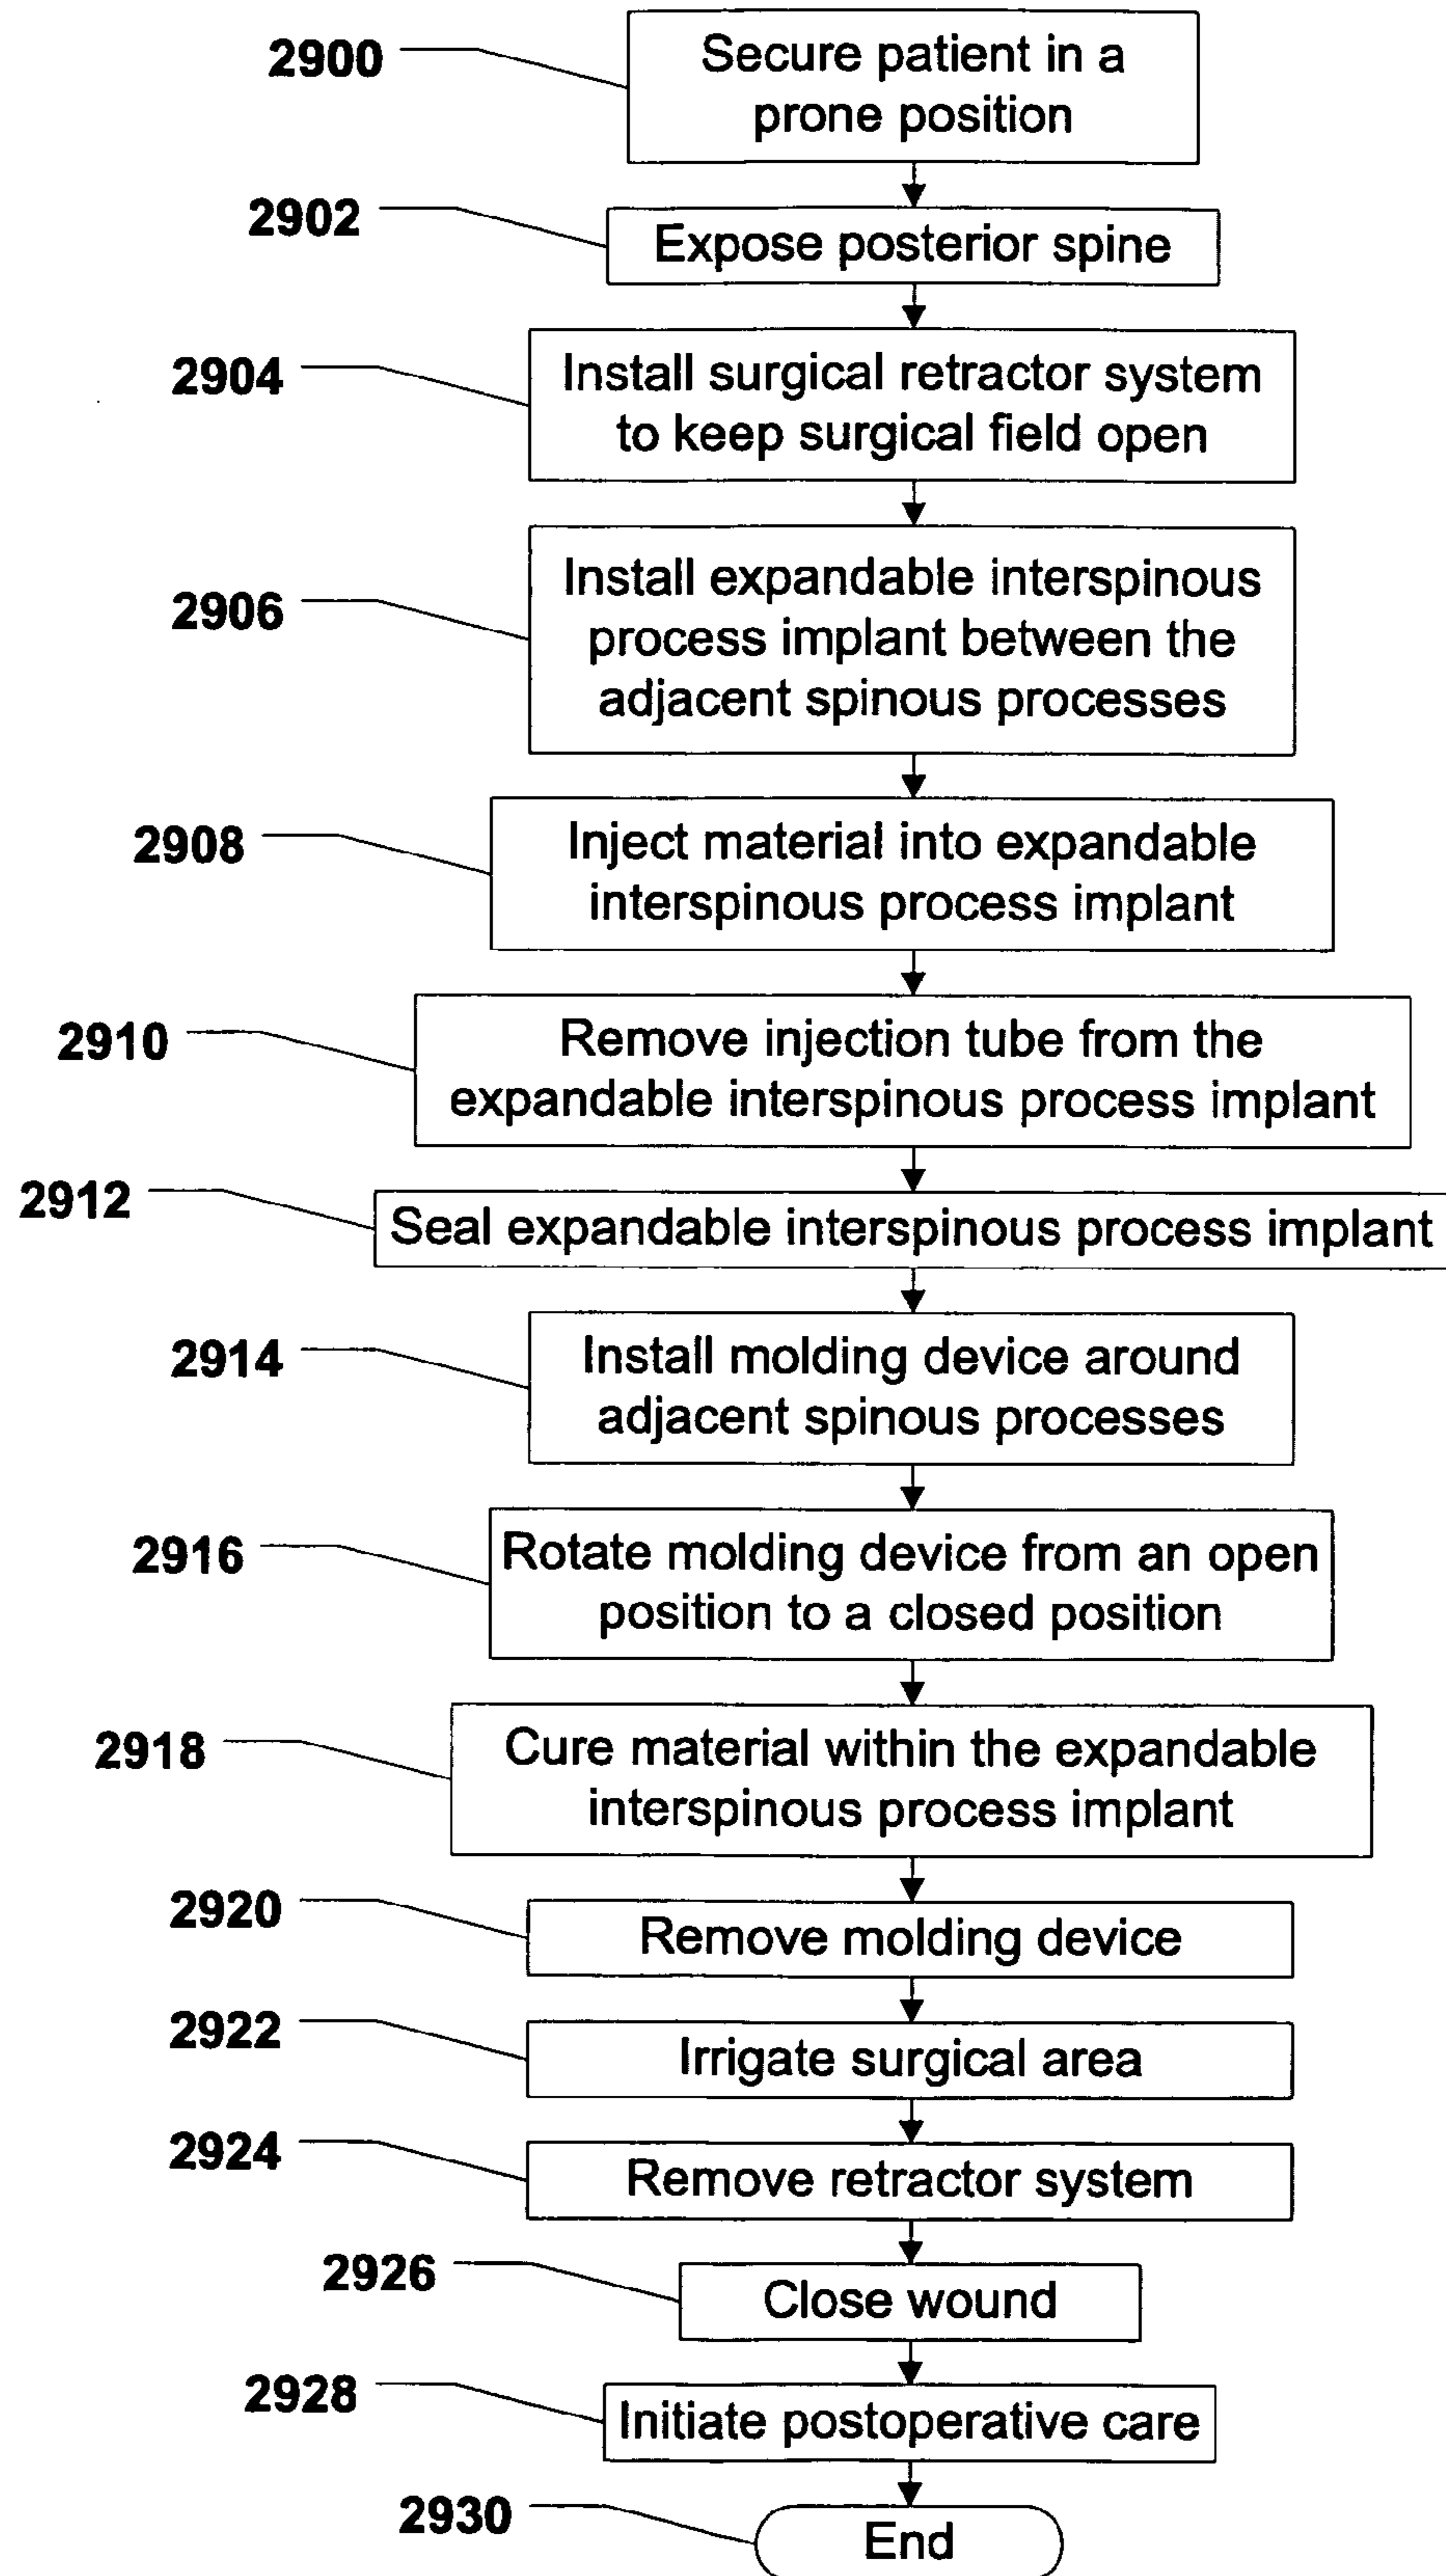 2900
Secure patient in a
prone position
2902
Expose posterior spine
2904
Install surgical retractor system
to keep surgical field open
2906
Install expandable interspinous
process implant between the
adjacent spinous processes
2908
Inject material into expandable
interspinous process implant
2910
Remove injection tube from the
expandable interspinous process implant
2912
Seal expandable interspinous process implant
2914
Install molding device around
adjacent spinous processes
2916
Rotate molding device from an open
position to a closed position
2918
Cure material within the expandable
interspinous process implant
2920
Remove molding device
2922
Irrigate surgical area
2924
Remove retractor system
2926
Close wound
2928
Initiate postoperative care
2930
End